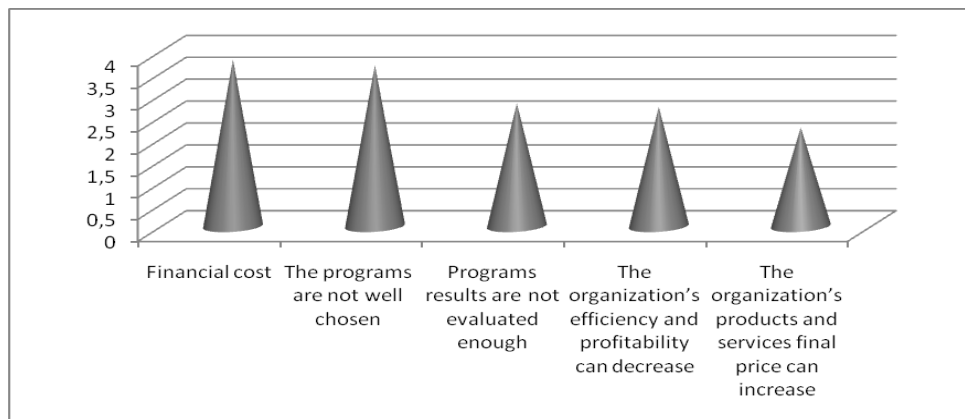 4
3,5
3
2,5
2
1,5
1
0,5
0
Financial cost
The programs
are not well
chosen
Programs
results are not
evaluated
enough
The
organization’s
efficiency and
profitability
can decrease
The
organization’s
products and
services final
price can
increase